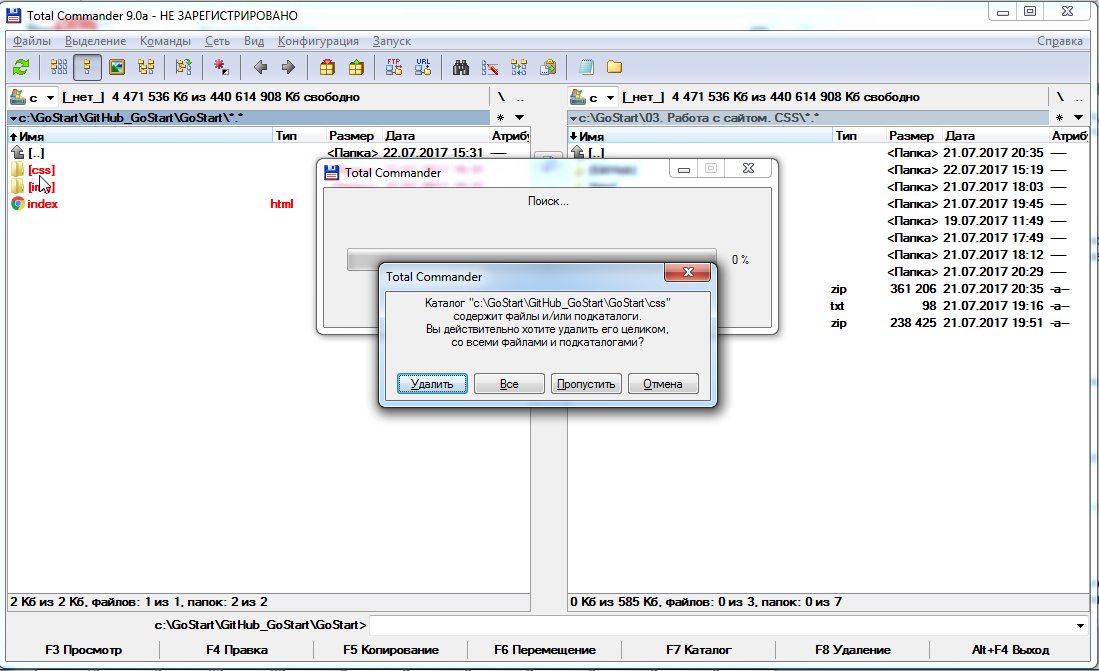 Total Commander 9.0a - НЕ ЗАРЕГИСТРИРОВАНО
Файлы Выделение Команды Сеть Вид Конфигурация Запуск Справка
FTP URL
c [_нет_] 4 471 536 Кб из 440 614 908 Кб свободно \ ..
c [_нет_] 4 471 536 Кб из 440 614 908 Кб свободно \ ..
c:\GoStart\GitHub_GoStart\GoStart\*.* *
c:\GoStart\03. Работа с сайтом. CSS\*.* *
Имя Тип Размер Дата Атрибу
Имя Тип Размер Дата Атрибу
[..] <Папка> 22.07.2017 15:31 ----
[css]
[img]
index html
[..] <Папка> 21.07.2017 20:35 ----
<Папка> 22.07.2017 15:19 ----
<Папка> 21.07.2017 18:03 ----
<Папка> 21.07.2017 19:45 ----
<Папка> 19.07.2017 11:49 ----
<Папка> 21.07.2017 17:49 ----
<Папка> 21.07.2017 18:12 ----
<Папка> 21.07.2017 20:29 ----
zip 361 206 21.07.2017 20:35 -a--
txt 98 21.07.2017 19:16 -a--
zip 238 425 21.07.2017 19:51 -a--
Total Commander
Поиск...
0 %
Total Commander
Каталог "c:\GoStart\GitHub_GoStart\GoStart\css"
содержит файлы и/или подкаталоги.
Вы действительно хотите удалить его целиком,
со всеми файлами и подкаталогами?
Удалить Все Пропустить Отмена
2 Кб из 2 Кб, файлов: 1 из 1, папок: 2 из 2
0 Кб из 585 Кб, файлов: 0 из 3, папок: 0 из 7
c:\GoStart\GitHub_GoStart\GoStart>
F3 Просмотр F4 Правка F5 Копирование F6 Перемещение F7 Каталог F8 Удаление Alt+F4 Выход